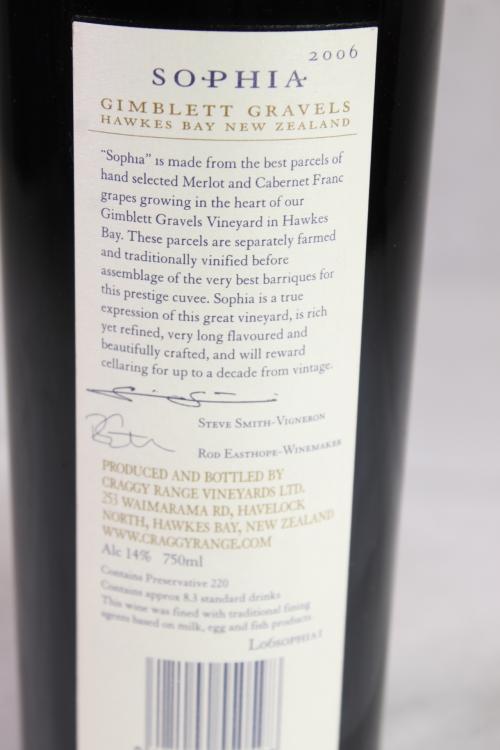 2006
SOPHIA
GIMBLETT GRAVELS
HAWKES BAY NEW ZEALAND
"Sophia" is made from the best parcels of
hand selected Merlot and Cabernet Franc
grapes growing in the heart of our
Gimblett Gravels Vineyard in Hawkes
Bay. These parcels are separately farmed
and traditionally vinified before
assemblage of the very best barriques for
this prestige cuvee. Sophia is a true
expression of this great vineyard, is rich
yet refined, very long flavoured and
beautifully crafted, and will reward
cellaring for up to a decade from vintage.
STEVE SMITH-VIGNERON
ROD EASTHOPE-WINEMAKER
PRODUCED AND BOTTLED BY
CRAGGY RANGE VINEYARDS LTD.
253 WAIMARAMA RD, HAVELOCK
NORTH, HAWKES BAY, NEW ZEALAND
WWW.CRAGGYRANGE.COM
Alc 14% 750ml
Contains Preservative 220
Contains approx 8.3 standard drinks
This wine was fined with traditional fining
agents based on milk, egg and fish products
L06SOPHIA1